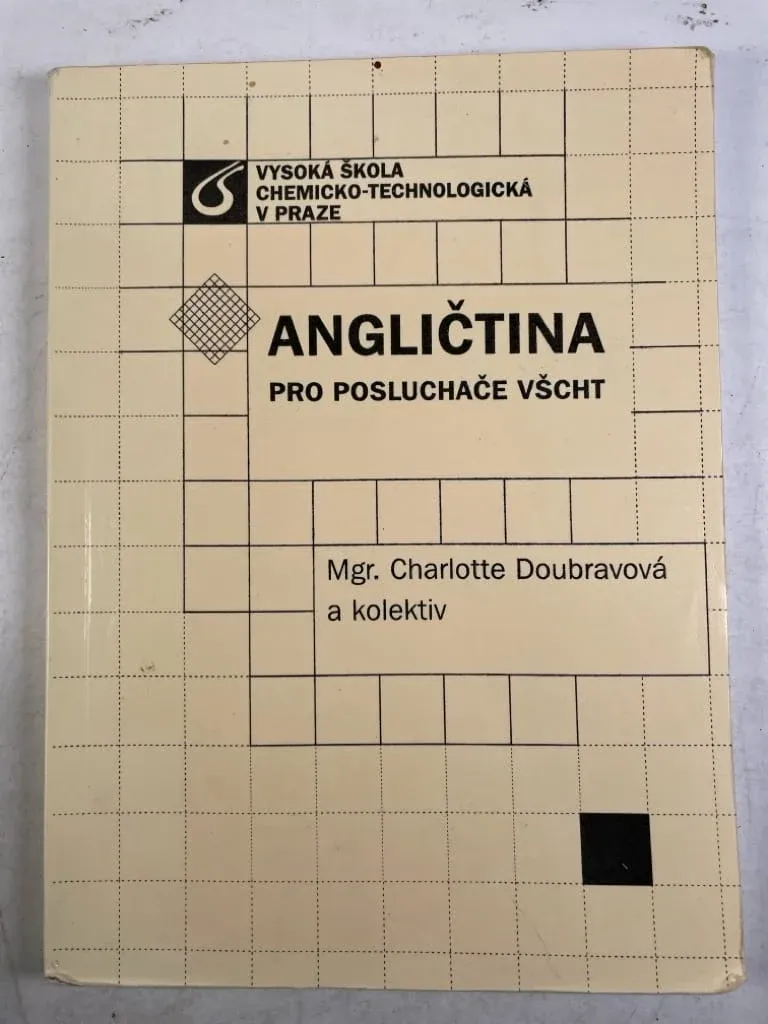 VYSOKÁ ŠKOLA
CHEMICKO-TECHNOLOGICKÁ
V PRAZE
ANGLIČTINA
PRO POSLUCHAČE VŠCHT
Mgr. Charlotte Doubravová
a kolektiv